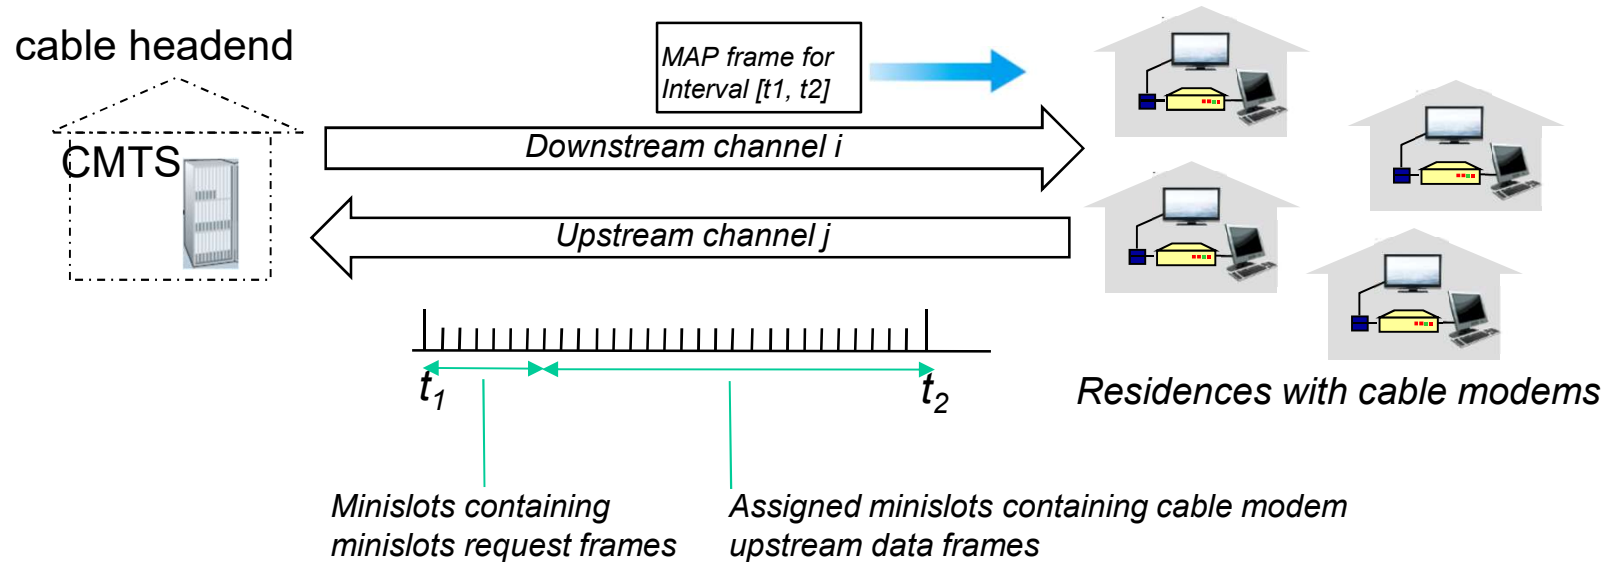 cable headend
MAP frame for
Interval [t1, t2]
CMTS
Downstream channel i
Upstream channel j
t1
t2
Residences with cable modems
Minislots containing
minislots request frames
Assigned minislots containing cable modem
upstream data frames